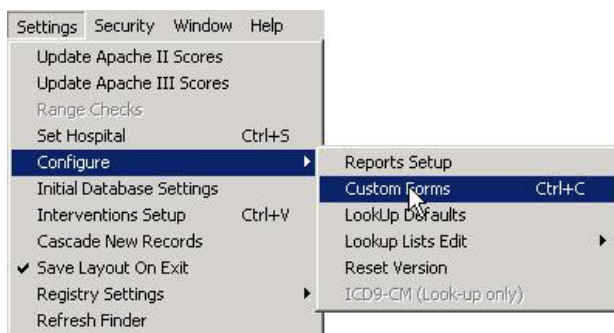 Settings Security Window Help
Update Apache II Scores
Update Apache III Scores
Range Checks
Set Hospital Ctrl+S
Configure
Initial Database Settings
Interventions Setup Ctrl+V
Cascade New Records
Save Layout On Exit
Registry Settings
Refresh Finder
Reports Setup
Custom Forms Ctrl+C
LookUp Defaults
Lookup Lists Edit
Reset Version
ICD9-CM (Look-up only)